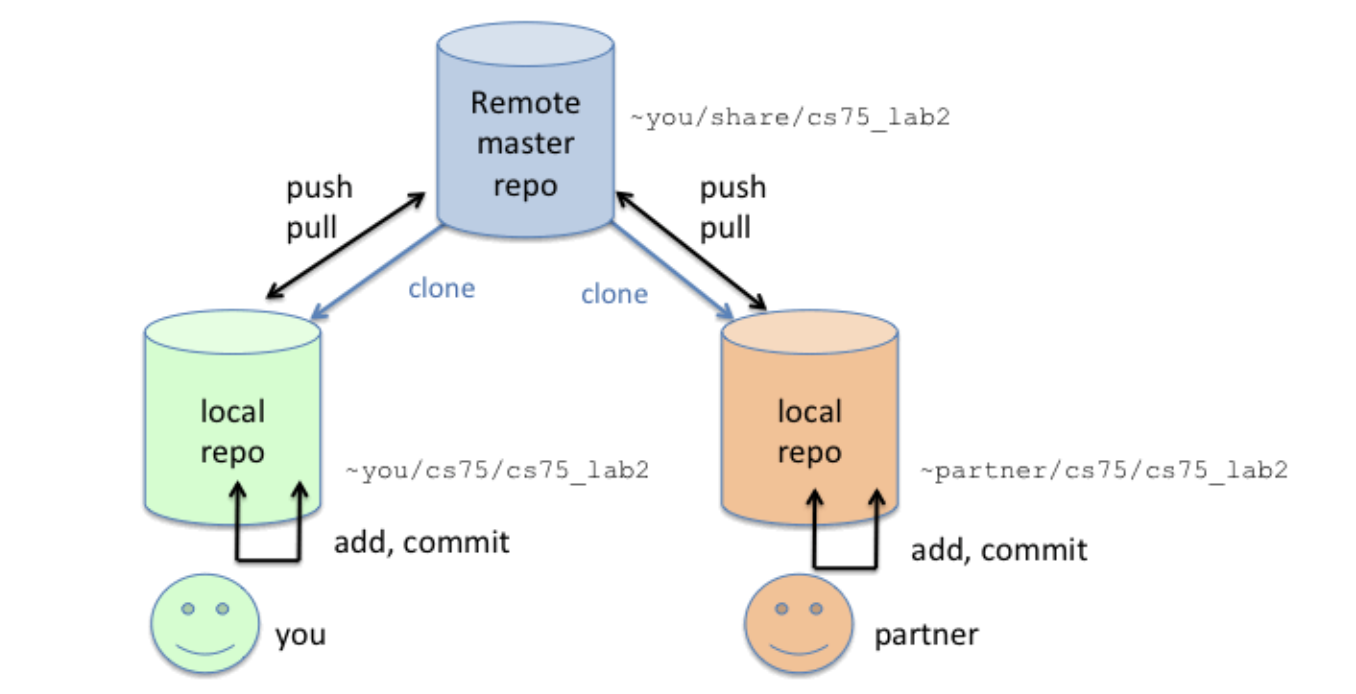 Remote
master
repo
~you/share/cs75_lab2
push
pull
push
pull
clone
clone
local
repo
~you/cs75/cs75_lab2
local
repo
~partner/cs75/cs75_lab2
add, commit
add, commit
you
partner